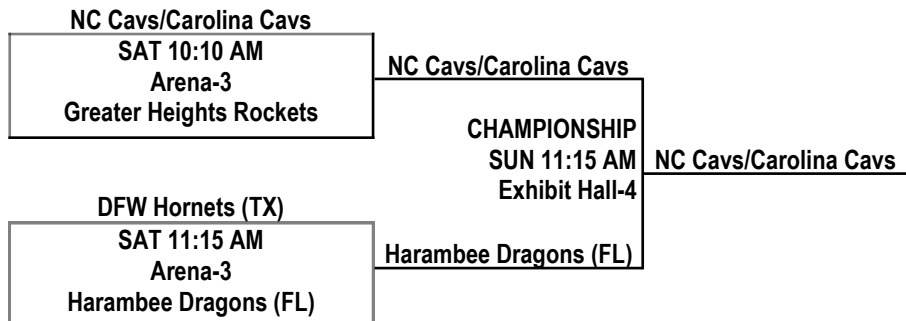 NC Cavs/Carolina Cavs
SAT 10:10 AM
Arena-3
Greater Heights Rockets
NC Cavs/Carolina Cavs
CHAMPIONSHIP
SUN 11:15 AM
Exhibit Hall-4
NC Cavs/Carolina Cavs
DFW Hornets (TX)
SAT 11:15 AM
Arena-3
Harambee Dragons (FL)
Harambee Dragons (FL)